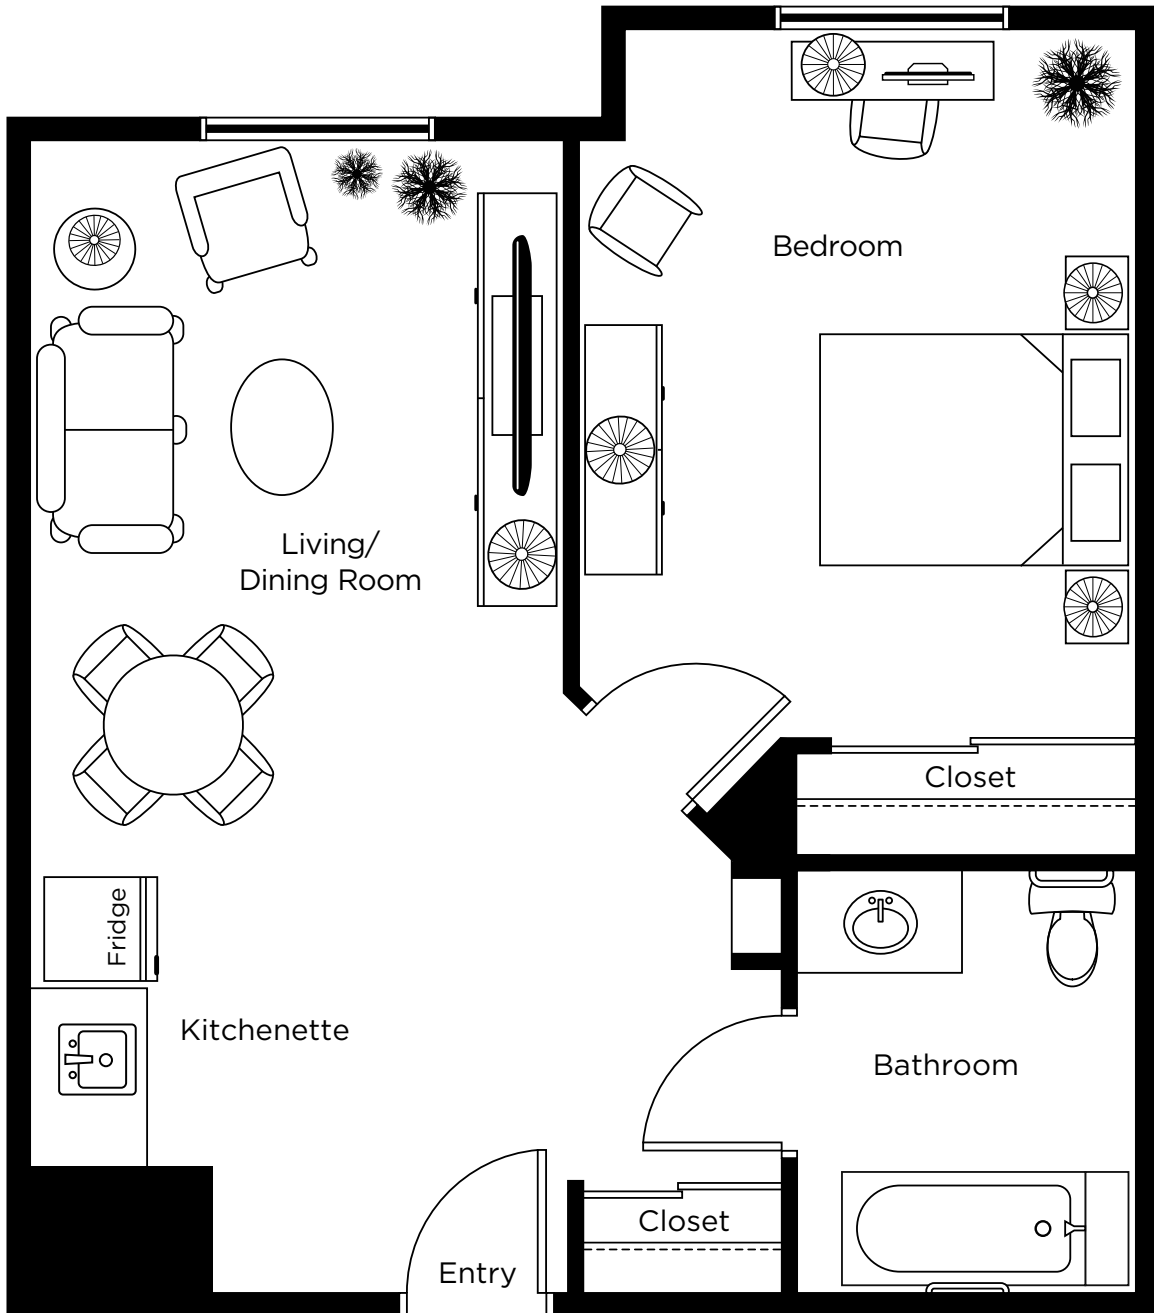 Bedroom
Living/
Dining Room
Closet
Fridge
Kitchenette
Bathroom
Closet
Entry